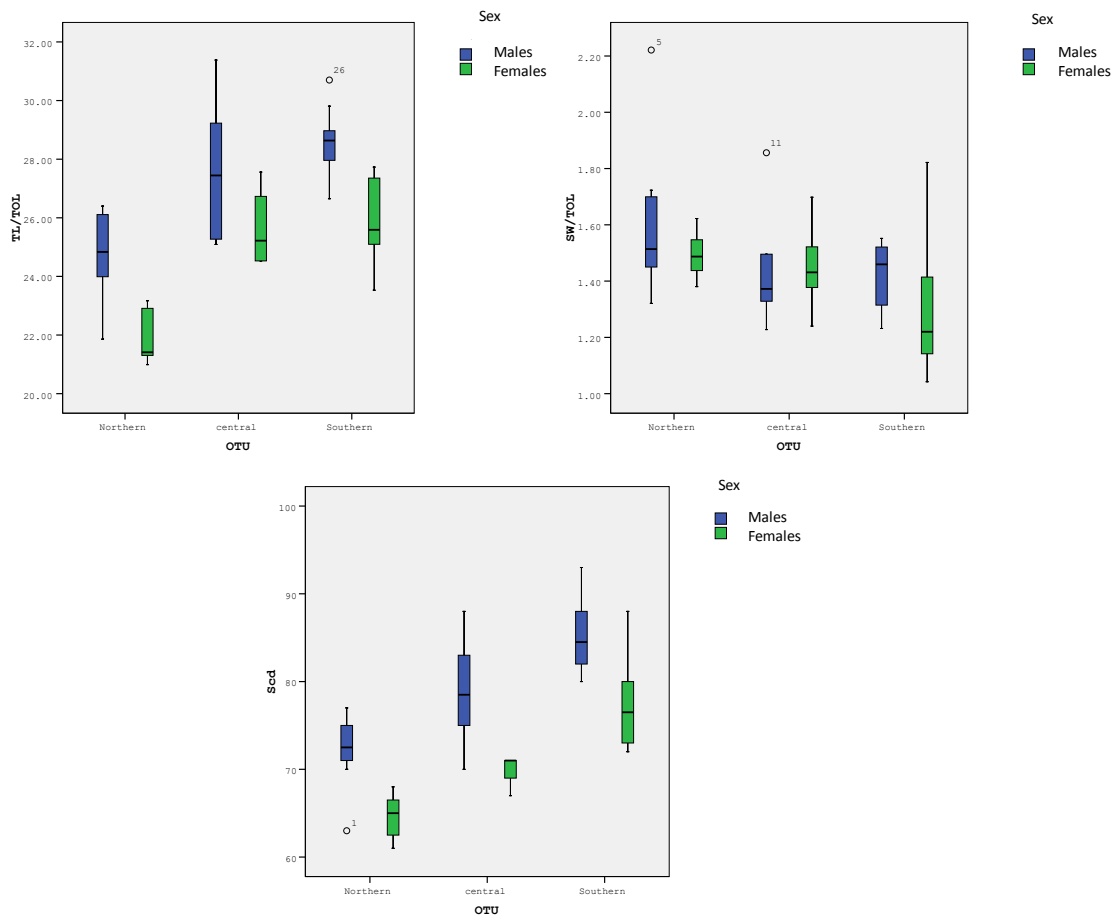 Sex
Males
Females
32.00
30.00
28.00
26.00
24.00
22.00
20.00
TL/TOL
26
Northern
central
Southern
OTU
Sex
Males
Females
2.20
2.00
1.80
1.60
1.40
1.20
1.00
SW/TOL
5
11
Northern
central
Southern
OTU
Sex
Males
Females
100
90
80
70
60
Scd
1
Northern
central
Southern
OTU